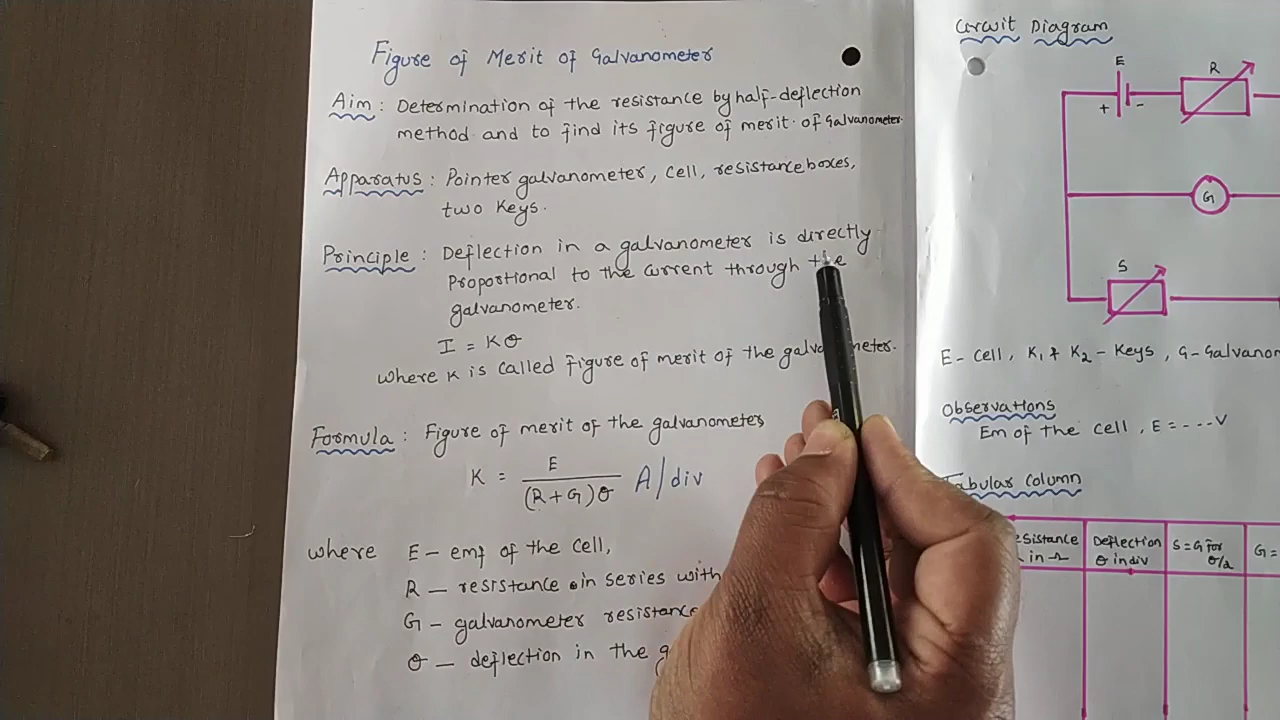 Figure of Merit of Galvanometer
Aim: Determination of the resistance by half-deflection
method and to find its figure of merit of Galvanometer.
Apparatus: Pointer galvanometer, cell, resistance boxes,
two Keys.
Principle: Deflection in a galvanometer is directly
Proportional to the current through the
galvanometer.
I = Kθ
where K is called figure of merit of the
Formula: Figure of merit of the galvanometer
K = E / (R+G)θ A/div
where E - emf of the cell,
R - resistance in series with
G - galvanometer resistance
θ - deflection in the
Circuit Diagram
E
R
+ -
G
S
E - Cell, K1 & K2 - Keys, G -
Observations
Em of the cell, E = ---V
Tabular Column
Deflection θ in div
S = G for θ/2
G =